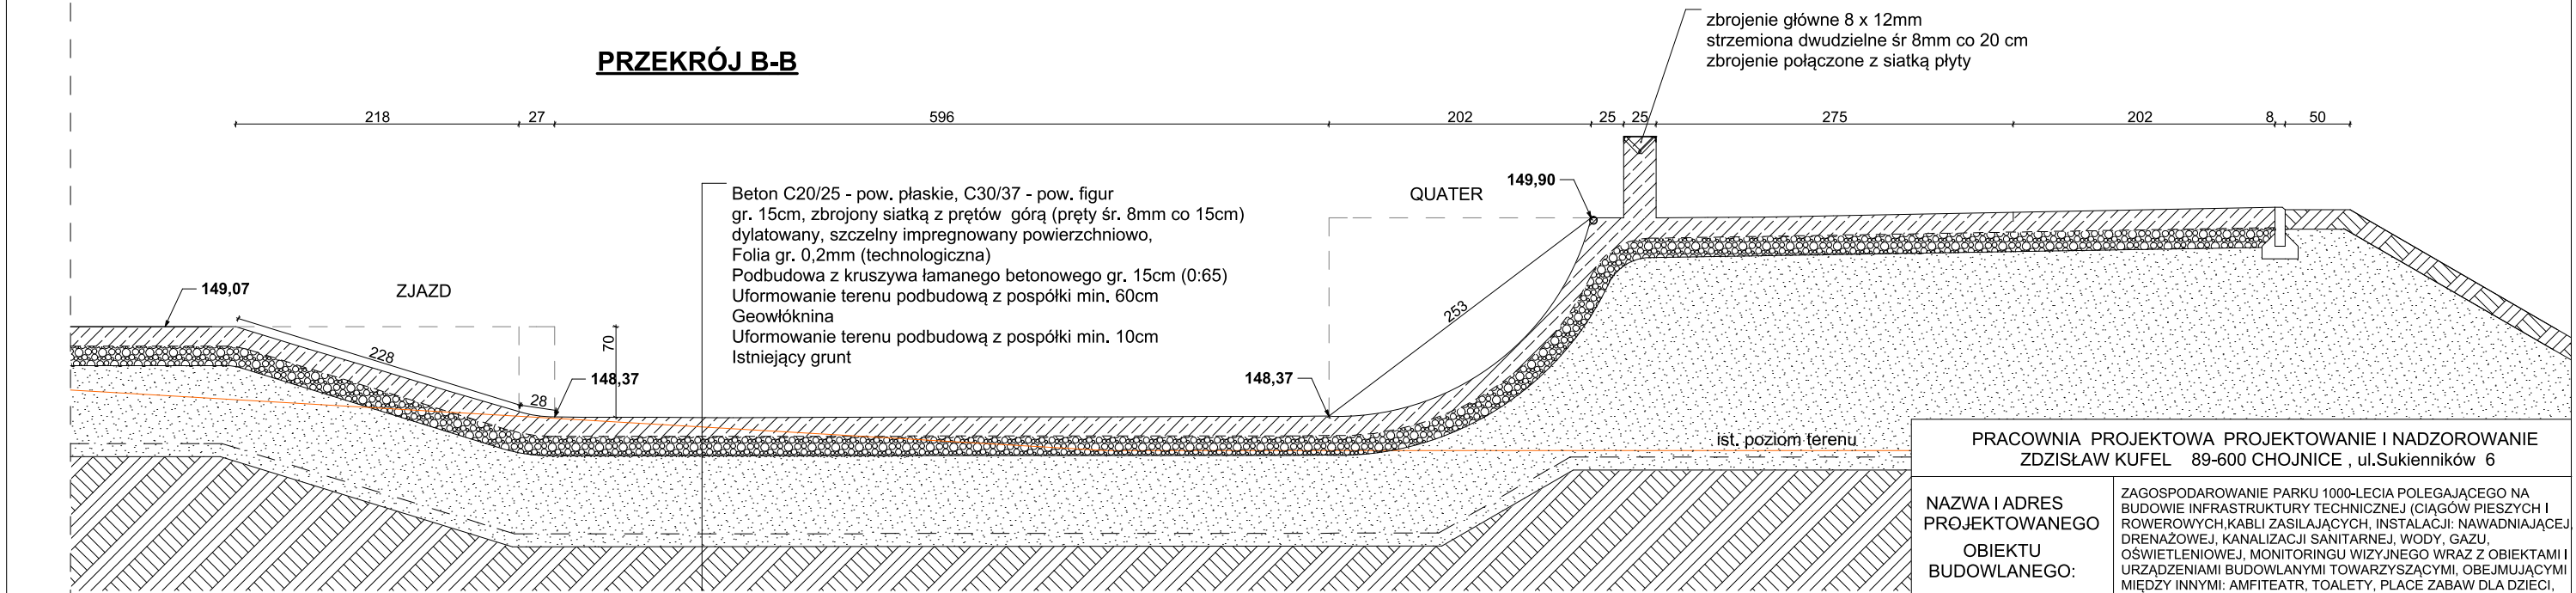 zbrojenie główne 8 x 12mm
strzemiona dwudzielne śr 8mm co 20 cm
zbrojenie połączone z siatką płyty
PRZEKRÓJ B-B
218 27 596 202 25 25 275 202 8 50
Beton C20/25 - pow. płaskie, C30/37 - pow. figur
gr. 15cm, zbrojony siatką z prętów górą (pręty śr. 8mm co 15cm)
dylatowany, szczelny impregnowany powierzchniowo,
Folia gr. 0,2mm (technologiczna)
Podbudowa z kruszywa łamanego betonowego gr. 15cm (0:65)
Uformowanie terenu podbudową z pospółki min. 60cm
Geowłóknina
Uformowanie terenu podbudową z pospółki min. 10cm
Istniejący grunt
QUATER
149,90
149,07
ZJAZD
253
70
228
148,37
28
148,37
ist. poziom terenu
PRACOWNIA PROJEKTOWA PROJEKTOWANIE I NADZOROWANIE
ZDZISŁAW KUFEL 89-600 CHOJNICE , ul.Sukienników 6
NAZWA I ADRES
PROJEKTOWANEGO
OBIEKTU
BUDOWLANEGO:
ZAGOSPODAROWANIE PARKU 1000-LECIA POLEGAJĄCEGO NA
BUDOWIE INFRASTRUKTURY TECHNICZNEJ (CIĄGÓW PIESZYCH I
ROWEROWYCH,KABLI ZASILAJĄCYCH, INSTALACJI: NAWADNIAJĄCEJ,
DRENAŻOWEJ, KANALIZACJI SANITARNEJ, WODY, GAZU,
OŚWIETLENIOWEJ, MONITORINGU WIZYJNEGO WRAZ Z OBIEKTAMI I
URZĄDZENIAMI BUDOWLANYMI TOWARZYSZĄCYMI, OBEJMUJĄCYMI
MIĘDZY INNYMI: AMFITEATR, TOALETY, PLACE ZABAW DLA DZIECI,